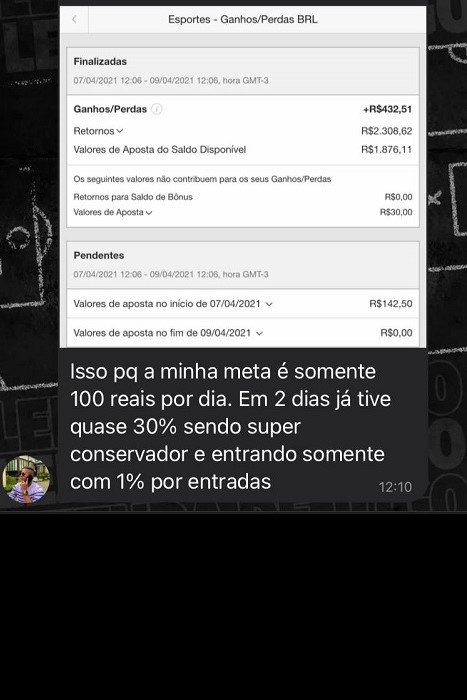 Esportes - Ganhos/Perdas BRL
Finalizadas
07/04/2021 12:06 - 09/04/2021 12:06, hora GMT-3
Ganhos/Perdas +R$432,51
Retornos R$2.308,62
Valores de Aposta do Saldo Disponível R$1.876,11
Os seguintes valores não contribuem para os seus Ganhos/Perdas
Retornos para Saldo de Bônus R$0,00
Valores de Aposta R$30,00
Pendentes
07/04/2021 12:06 - 09/04/2021 12:06, hora GMT-3
Valores de aposta no início de 07/04/2021 R$142,50
Valores de aposta no fim de 09/04/2021 R$0,00
Isso pq a minha meta é somente
100 reais por dia. Em 2 dias já tive
quase 30% sendo super
conservador e entrando somente
com 1% por entradas
12:10